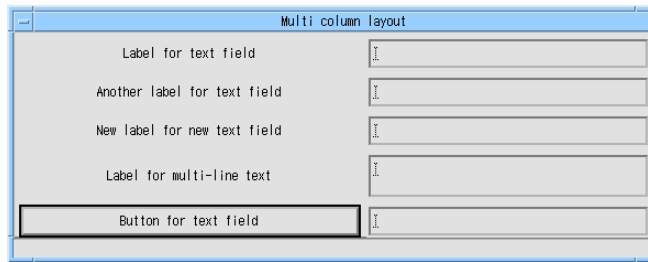 Multi column layout
Label for text field
Another label for text field
New label for new text field
Label for multi-line text
Button for text field